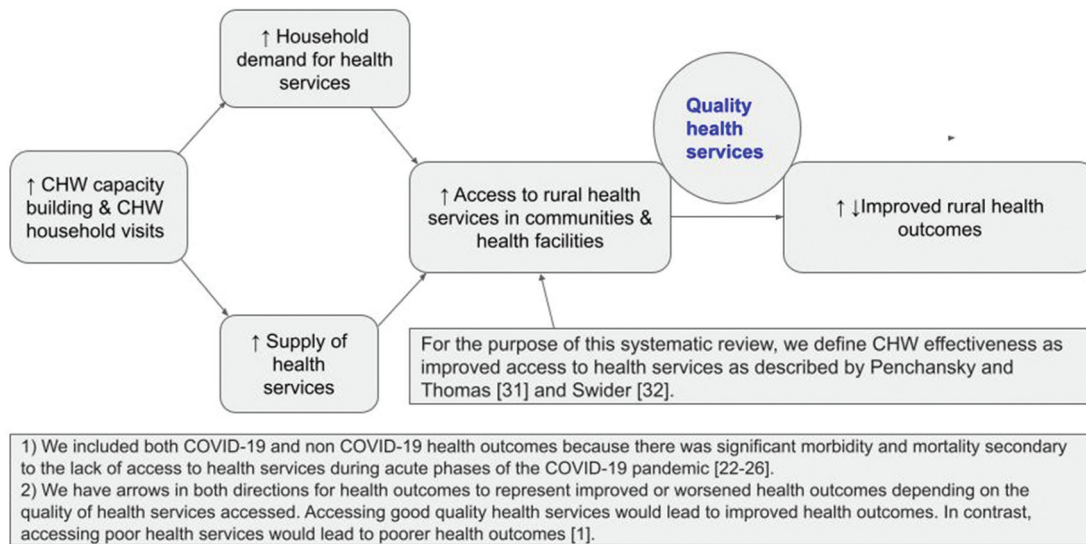 ↑ Household
demand for health
services
Quality
health
services
↑ CHW capacity
building & CHW
household visits
↑ Access to rural health
services in communities &
health facilities
↑ ↓Improved rural health
outcomes
↑ Supply of
health
services
For the purpose of this systematic review, we define CHW effectiveness as
improved access to health services as described by Penchansky and
Thomas [31] and Swider [32].
1) We included both COVID-19 and non COVID-19 health outcomes because there was significant morbidity and mortality secondary
to the lack of access to health services during acute phases of the COVID-19 pandemic [22-26].
2) We have arrows in both directions for health outcomes to represent improved or worsened health outcomes depending on the
quality of health services accessed. Accessing good quality health services would lead to improved health outcomes. In contrast,
accessing poor health services would lead to poorer health outcomes [1].